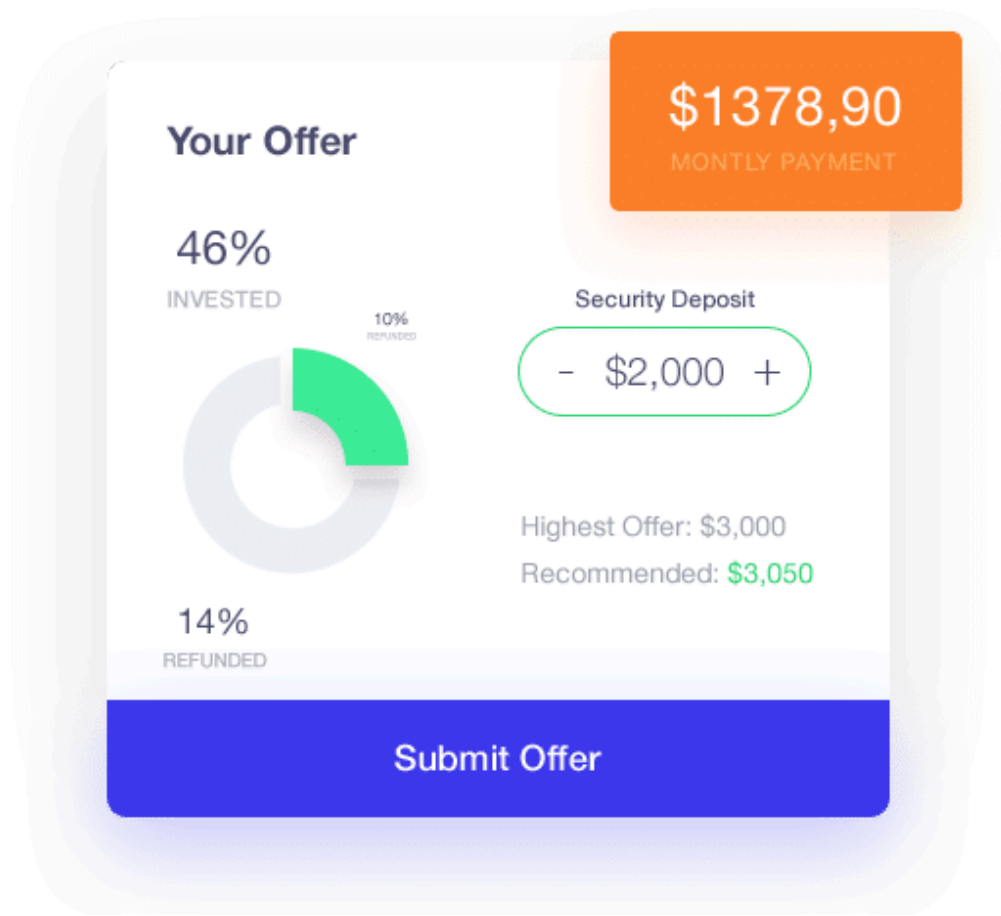 $1378,90
MONTLY PAYMENT
Your Offer
46%
INVESTED
10%
REFUNDED
Security Deposit
- $2,000 +
Highest Offer: $3,000
Recommended: $3,050
14%
REFUNDED
Submit Offer